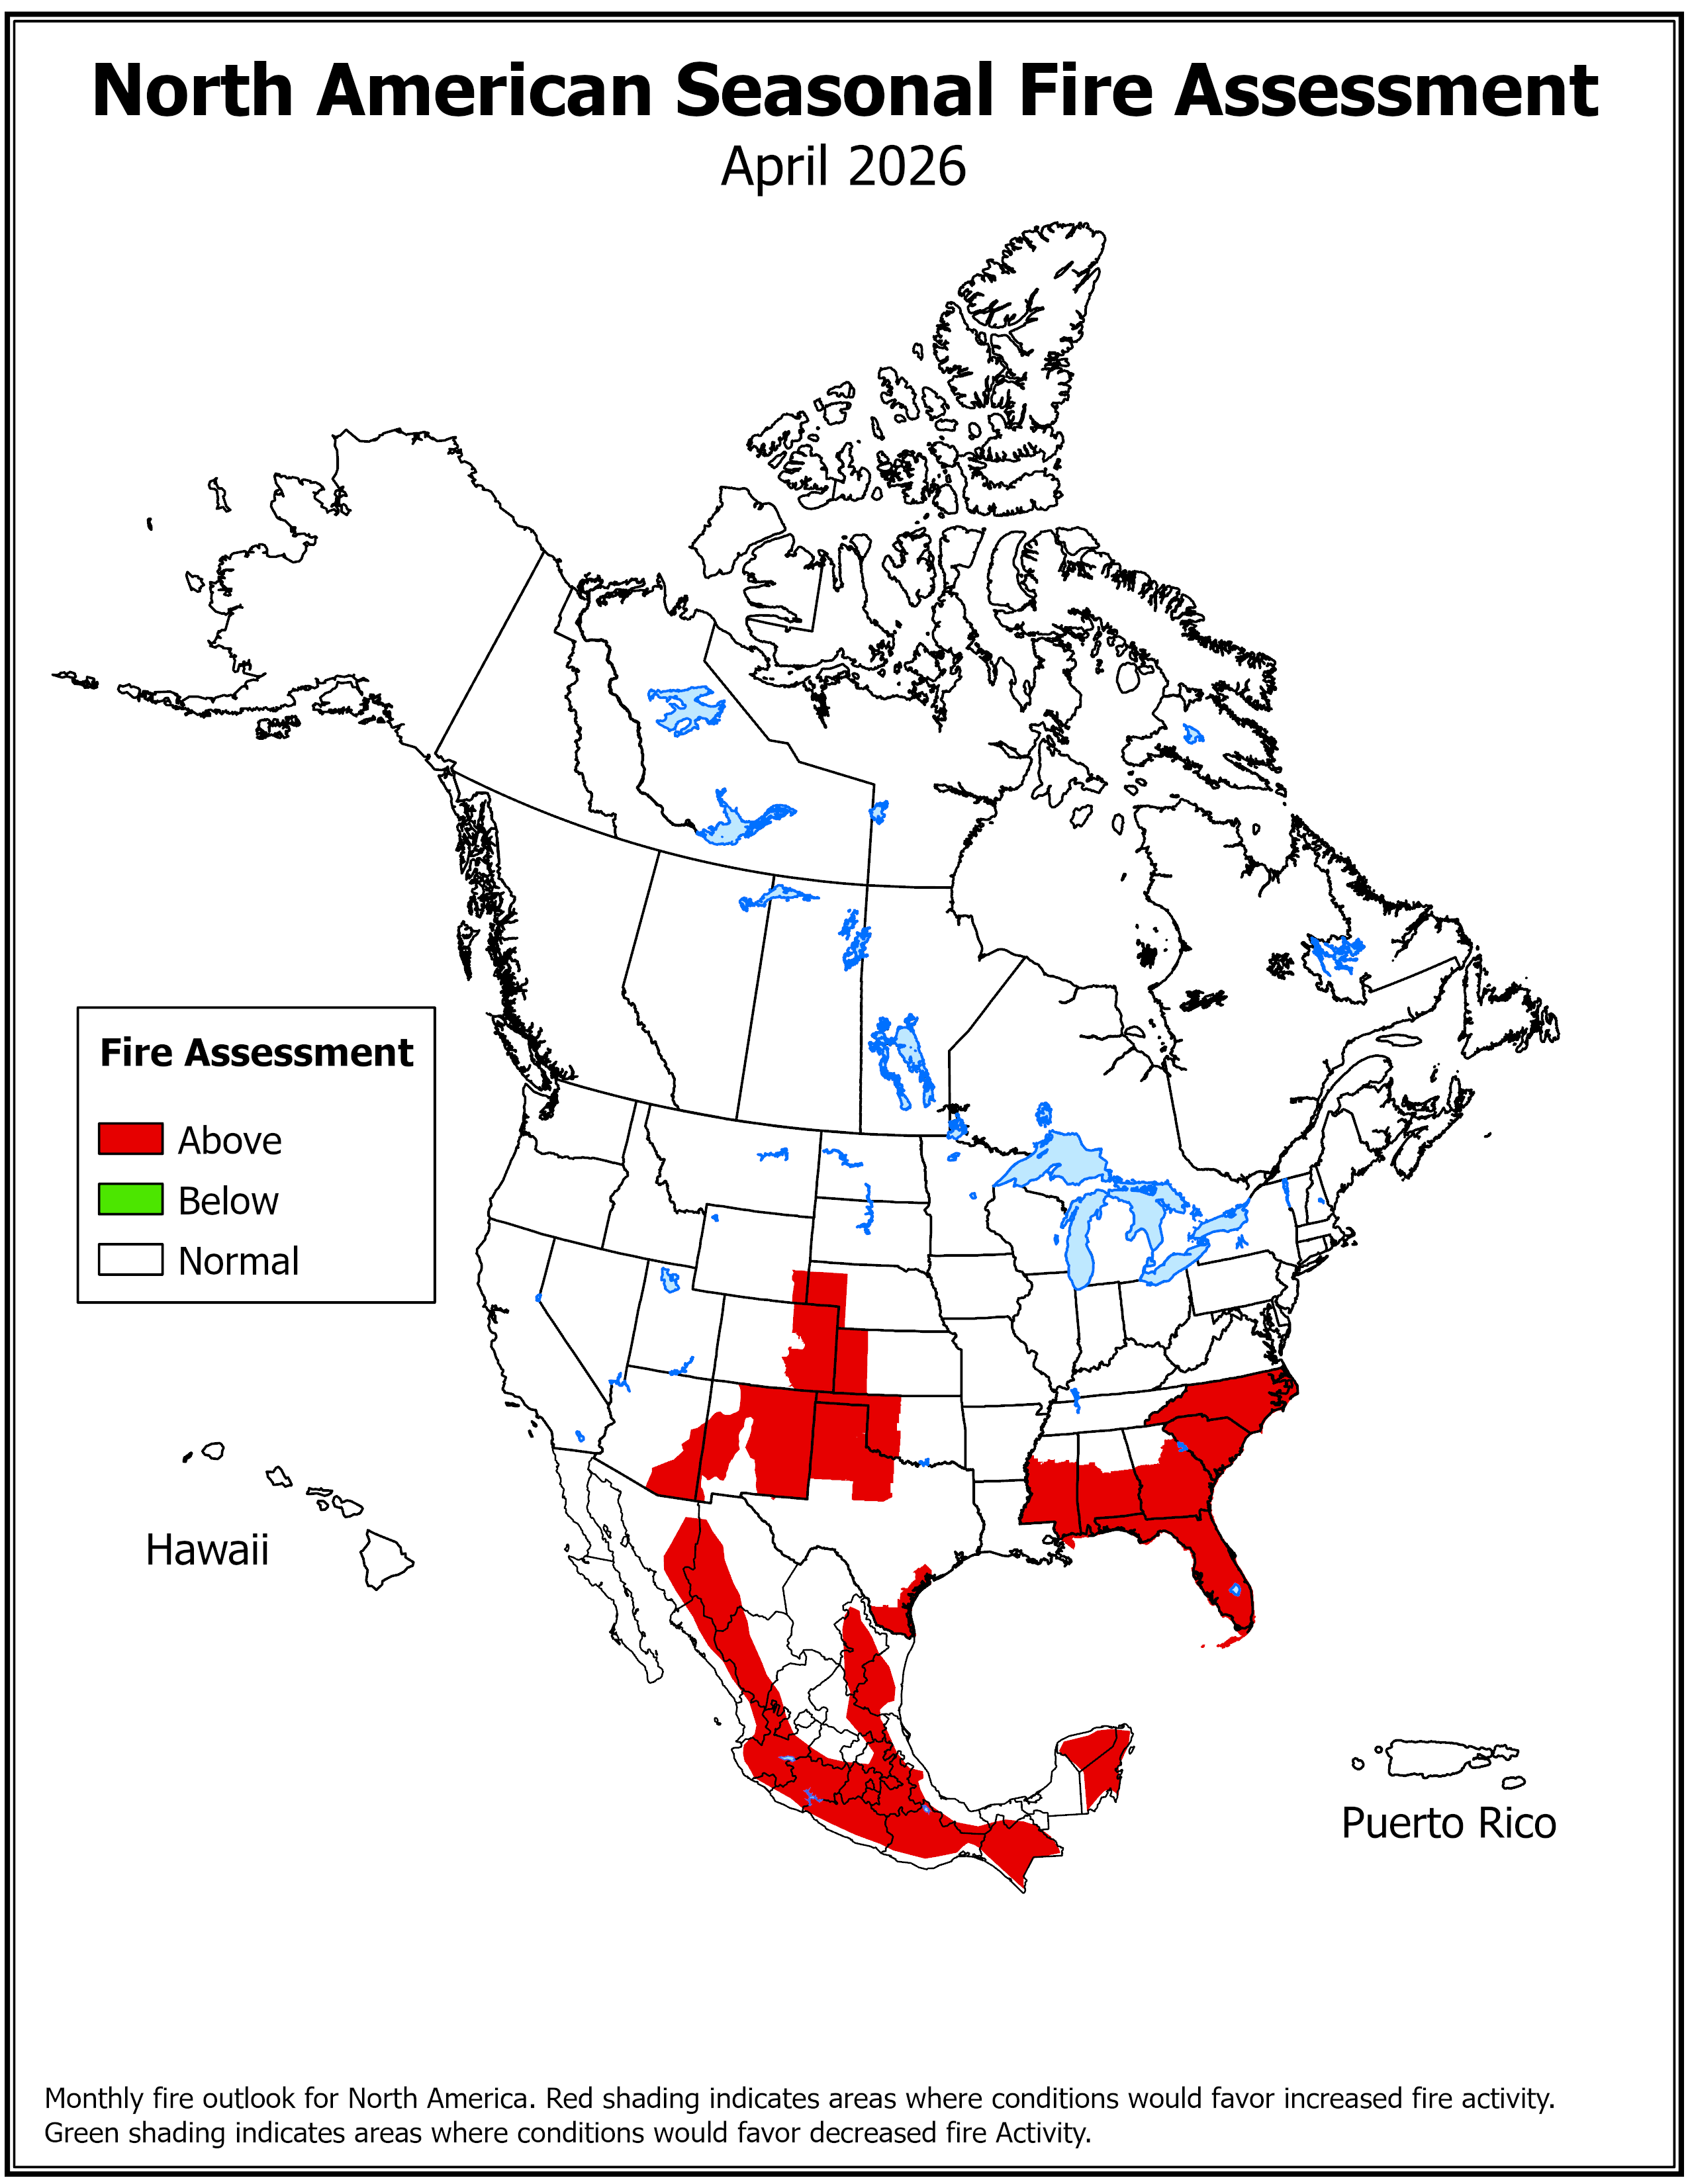 North American Seasonal Fire Assessment
April 2026
Fire Assessment
Above
Below
Normal
Hawaii
Puerto Rico
Monthly fire outlook for North America. Red shading indicates areas where conditions would favor increased fire activity.
Green shading indicates areas where conditions would favor decreased fire Activity.